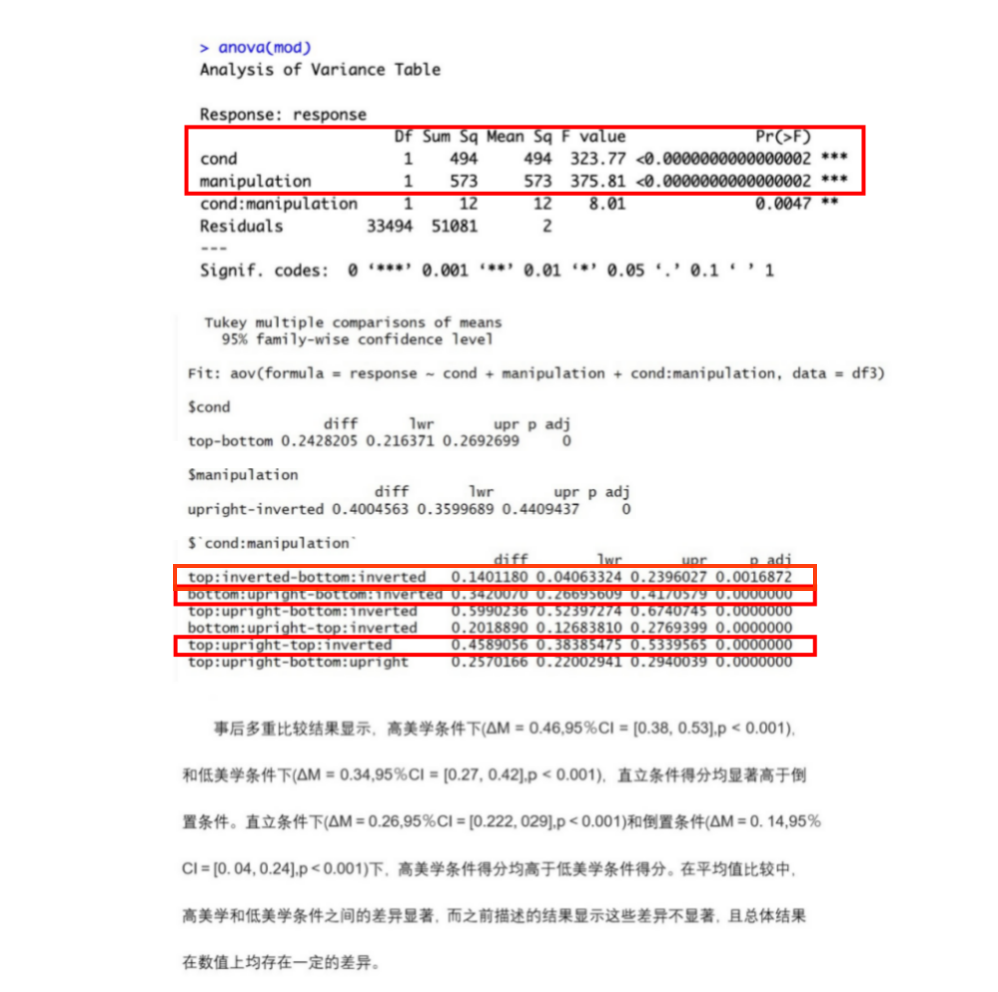 > anova(mod)
Analysis of Variance Table
Response: response
Df Sum Sq Mean Sq F value Pr(>F)
cond 1 494 494 323.77 <0.0000000000000002 ***
manipulation 1 573 573 375.81 <0.0000000000000002 ***
cond:manipulation 1 12 12 8.01 0.0047 **
Residuals 33494 51081 2
---
Signif. codes: 0 ‘***’ 0.001 ‘**’ 0.01 ‘*’ 0.05 ‘.’ 0.1 ‘ ’ 1
Tukey multiple comparisons of means
95% family-wise confidence level
Fit: aov(formula = response ~ cond + manipulation + cond:manipulation, data = df3)
$cond
diff lwr upr p adj
top-bottom 0.2428205 0.216371 0.2692699 0
$manipulation
diff lwr upr p adj
upright-inverted 0.4004563 0.3599689 0.4409437 0
$`cond:manipulation`
diff lwr upr p adj
top:inverted-bottom:inverted 0.1401180 0.04063324 0.2396027 0.0016872
bottom:upright-bottom:inverted 0.3420070 0.26695609 0.4170579 0.0000000
top:upright-bottom:inverted 0.5990236 0.52397274 0.6740745 0.0000000
bottom:upright-top:inverted 0.2018890 0.12683810 0.2769399 0.0000000
top:upright-top:inverted 0.4589056 0.38385475 0.5339565 0.0000000
top:upright-bottom:upright 0.2570166 0.22002941 0.2940039 0.0000000
事后多重比较结果显示，高美学条件下(ΔM = 0.46,95%CI = [0.38, 0.53],p < 0.001)，
和低美学条件下(ΔM = 0.34,95%CI = [0.27, 0.42],p < 0.001)，直立条件得分均显著高于倒
置条件。直立条件下(ΔM = 0.26,95%CI = [0.222, 029],p < 0.001)和倒置条件(ΔM = 0. 14,95%
CI = [0. 04, 0.24],p < 0.001)下，高美学条件得分均高于低美学条件得分。在平均值比较中，
高美学和低美学条件之间的差异显著，而之前描述的结果显示这些差异不显著，且总体结果
在数值上均存在一定的差异。